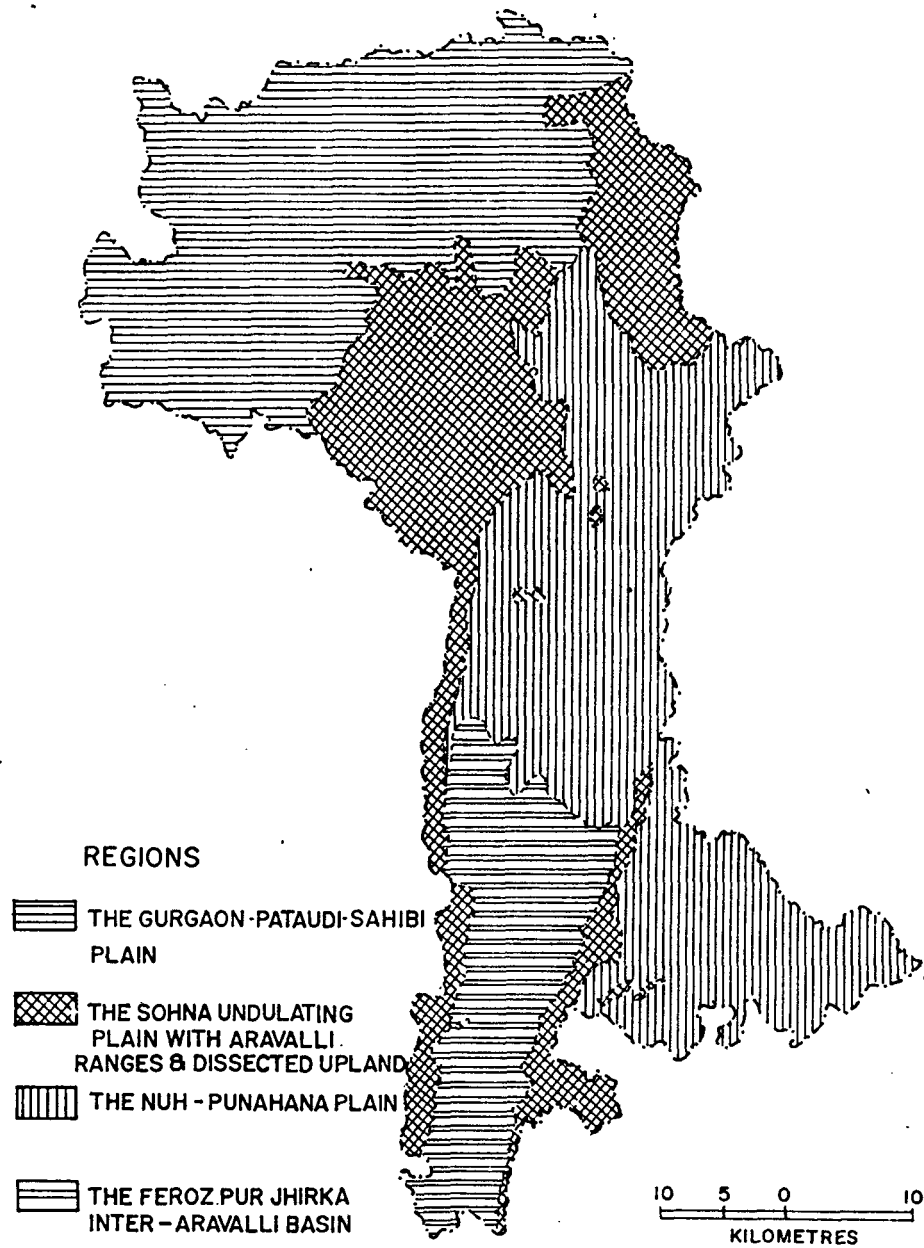 REGIONS
THE GURGAON-PATAUDI-SAHIBI
PLAIN
THE SOHNA UNDULATING
PLAIN WITH ARAVALLI
RANGES & DISSECTED UPLAND
THE NUH-PUNAHANA PLAIN
THE FEROZ.PUR JHIRKA
INTER-ARAVALLI BASIN
10 5 0 10
KILOMETRES